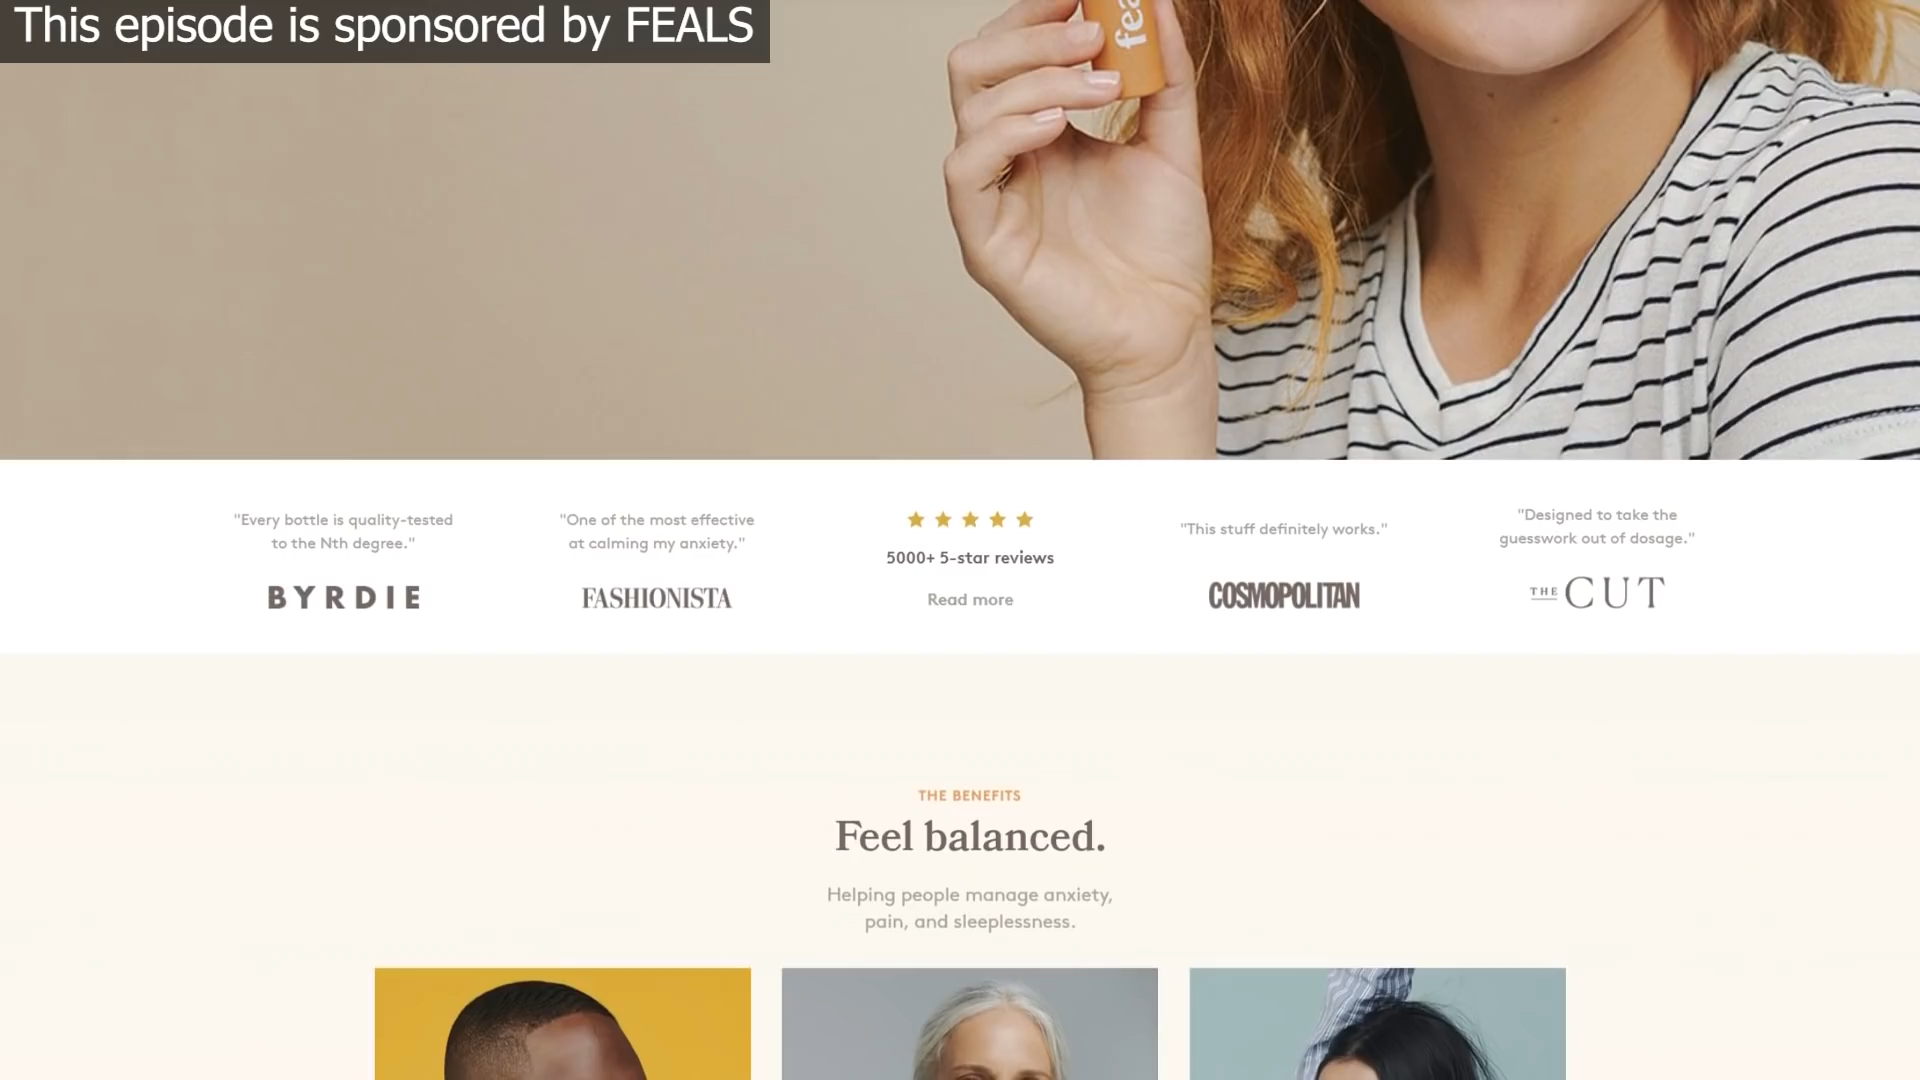 This episode is sponsored by FEALS
fea
"Every bottle is quality-tested
to the Nth degree."
BYRDIE
"One of the most effective
at calming my anxiety."
FASHIONISTA
5000+ 5-star reviews
Read more
"This stuff definitely works."
COSMOPOLITAN
"Designed to take the
guesswork out of dosage."
THE CUT
THE BENEFITS
Feel balanced.
Helping people manage anxiety,
pain, and sleeplessness.